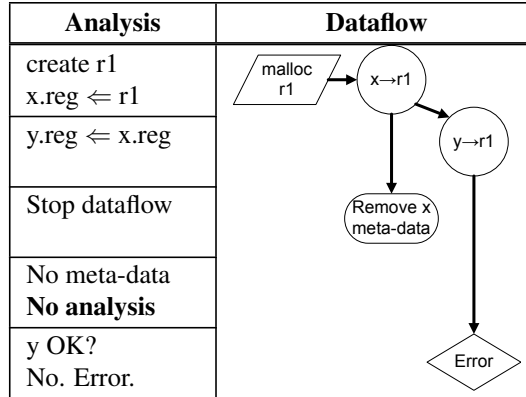 Analysis Dataflow
create r1
x.reg ⇐ r1
malloc
r1
x→r1
y.reg ⇐ x.reg
y→r1
Stop dataflow
Remove x
meta-data
No meta-data
No analysis
y OK?
No. Error.
Error